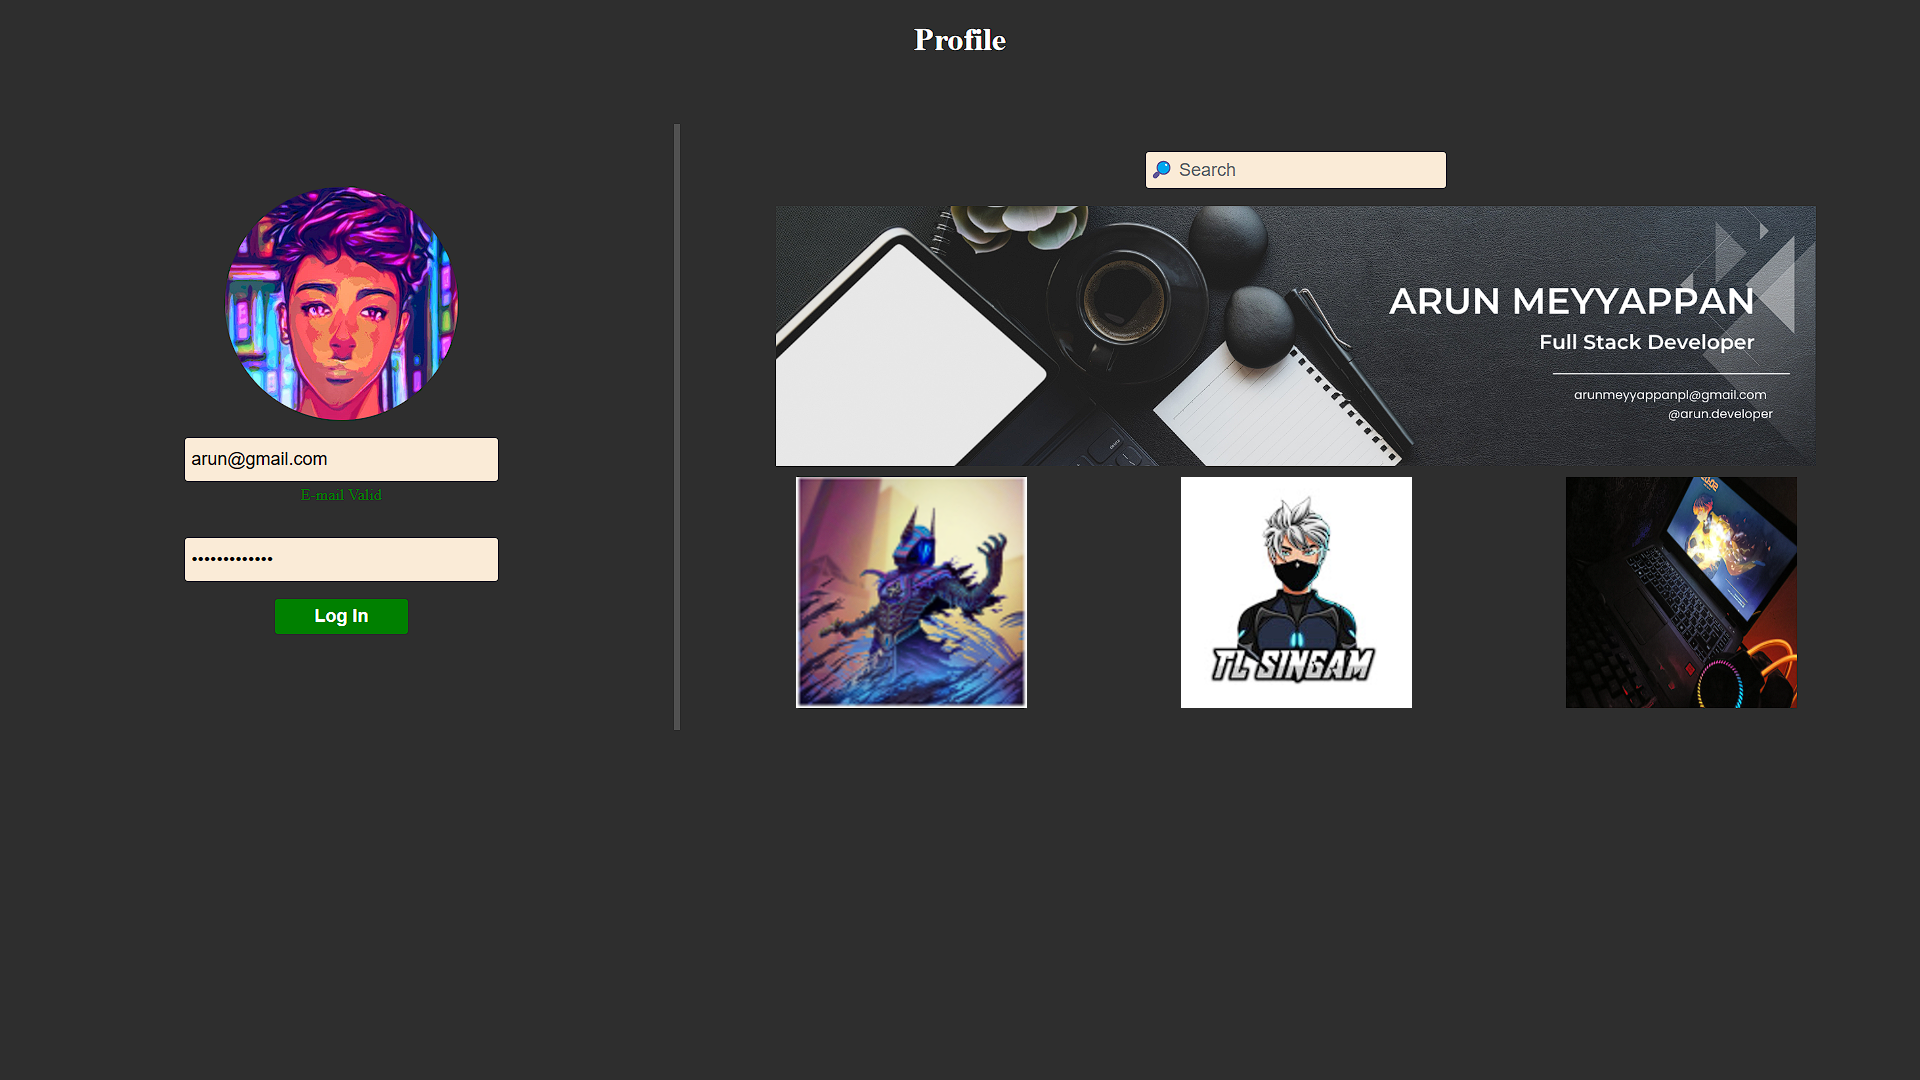 Profile
arun@gmail.com
E-mail Valid
•••••••••••••
Log In
Search
ARUN MEYYAPPAN
Full Stack Developer
arunmeyyappanpl@gmail.com
@arun.developer
TL SINGAM